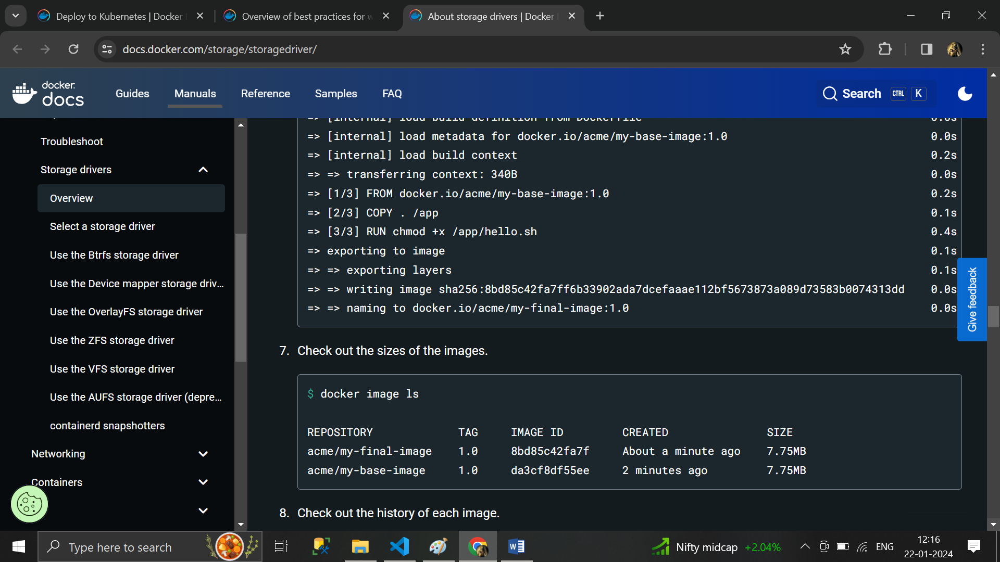 Deploy to Kubernetes | Docker
Overview of best practices for w
About storage drivers | Docker
docs.docker.com/storage/storagedriver/
docker
docs
Guides
Manuals
Reference
Samples
FAQ
Search
CTRL
K
Troubleshoot
Storage drivers
Overview
Select a storage driver
Use the Btrfs storage driver
Use the Device mapper storage driv...
Use the OverlayFS storage driver
Use the ZFS storage driver
Use the VFS storage driver
Use the AUFS storage driver (depre...
containerd snapshotters
Networking
Containers
=> [internal] load build definition from Dockerfile 0.0s
=> [internal] load metadata for docker.io/acme/my-base-image:1.0 0.0s
=> [internal] load build context 0.2s
=> => transferring context: 340B 0.0s
=> [1/3] FROM docker.io/acme/my-base-image:1.0 0.2s
=> [2/3] COPY . /app 0.1s
=> [3/3] RUN chmod +x /app/hello.sh 0.4s
=> exporting to image 0.1s
=> => exporting layers 0.1s
=> => writing image sha256:8bd85c42fa7ff6b33902ada7dcefaaae112bf5673873a089d73583b0074313dd 0.0s
=> => naming to docker.io/acme/my-final-image:1.0 0.0s
Give feedback
7. Check out the sizes of the images.
$ docker image ls
REPOSITORY TAG IMAGE ID CREATED SIZE
acme/my-final-image 1.0 8bd85c42fa7f About a minute ago 7.75MB
acme/my-base-image 1.0 da3cf8df55ee 2 minutes ago 7.75MB
8. Check out the history of each image.
Type here to search
Nifty midcap +2.04%
ENG
12:16
22-01-2024